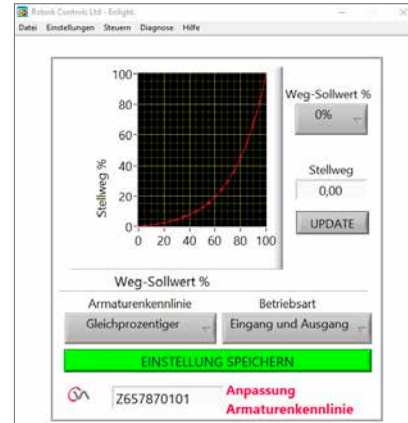 Rotork Controls Ltd - Enlight.
Datei Einstellungen Steuern Diagnose Hilfe
100
80
60
40
20
0
Stellweg %
0 20 40 60 80 100
Weg-Sollwert %
Weg-Sollwert %
0%
Stellweg
0,00
UPDATE
Armaturenkennlinie
Betriebsart
Gleichprozentiger
Eingang und Ausgang
EINSTELLUNG SPEICHERN
Z657870101
Anpassung
Armaturenkennlinie